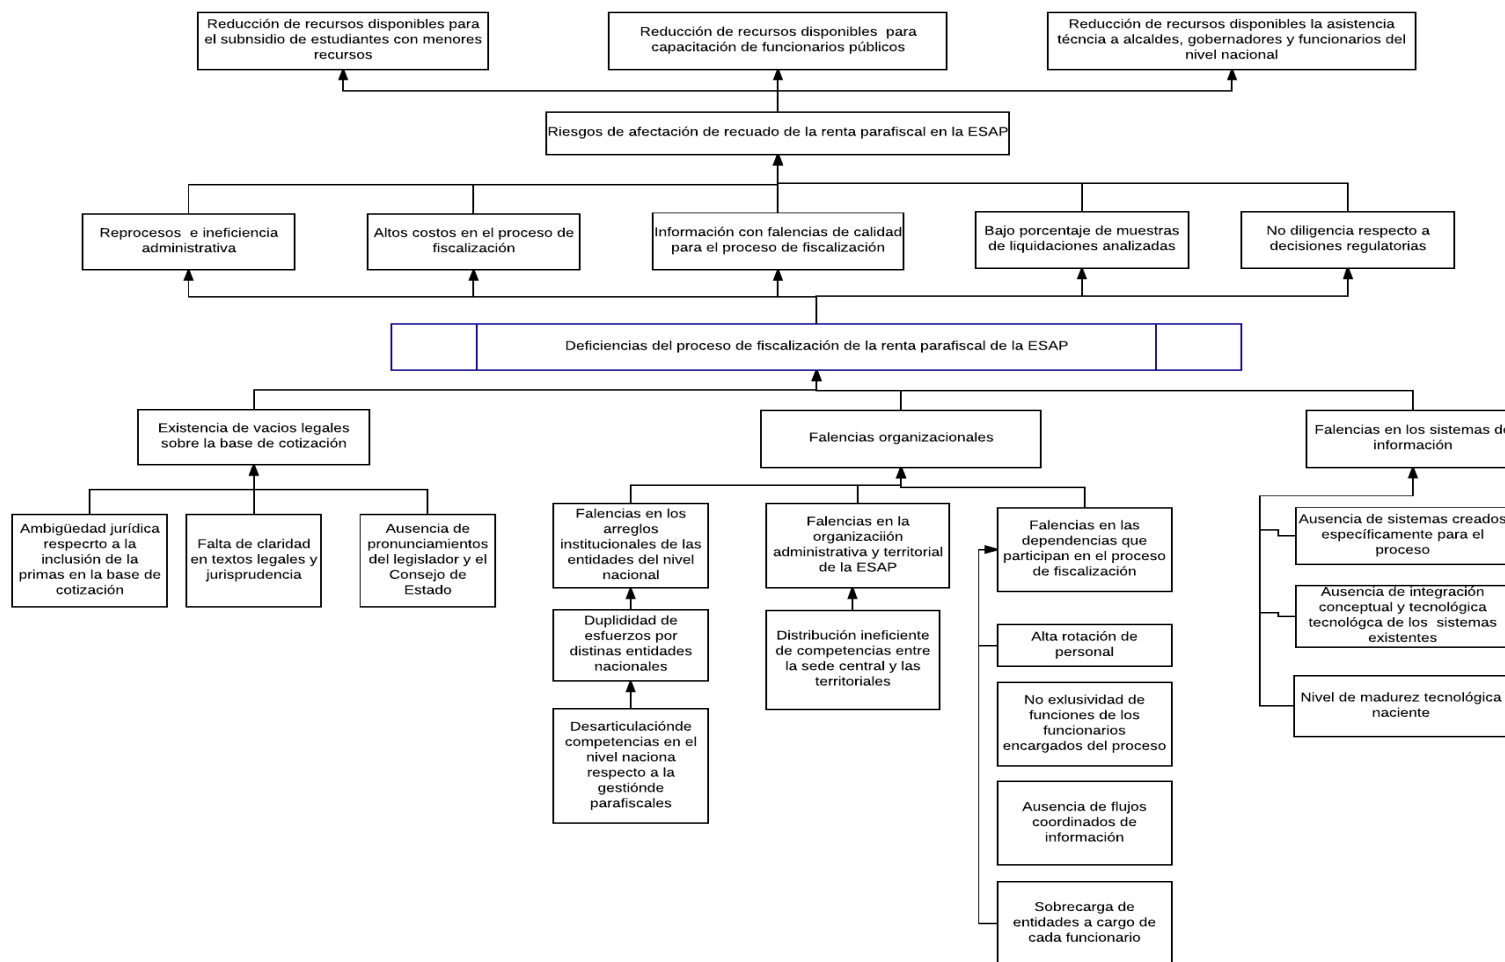 Reducción de recursos disponibles para
el subnsidio de estudiantes con menores
recursos
Reducción de recursos disponibles  para
capacitación de funcionarios públicos
Reducción de recursos disponibles la asistencia
técncia a alcaldes, gobernadores y funcionarios del
nivel nacional
Riesgos de afectación de recuado de la renta parafiscal en la ESAP
Reprocesos  e ineficiencia
administrativa
Altos costos en el proceso de
fiscalización
Información con falencias de calidad
para el proceso de fiscalización
Bajo porcentaje de muestras
de liquidaciones analizadas
No diligencia respecto a
decisiones regulatorias
Deficiencias del proceso de fiscalización de la renta parafiscal de la ESAP
Existencia de vacios legales
sobre la base de cotización
Falencias organizacionales
Falencias en los sistemas de
información
Ambigüedad jurídica
respecrto a la
inclusión de la
primas en la base de
cotización
Falta de claridad
en textos legales y
jurisprudencia
Ausencia de
pronunciamientos
del legislador y el
Consejo de
Estado
Falencias en los
arreglos
institucionales de las
entidades del nivel
nacional
Falencias en la
organizaciión
administrativa y territorial
de la ESAP
Falencias en las
dependencias que
participan en el proceso
de fiscalización
Ausencia de sistemas creados
específicamente para el
proceso
Duplididad de
esfuerzos por
distinas entidades
nacionales
Distribución ineficiente
de competencias entre
la sede central y las
territoriales
Alta rotación de
personal
Ausencia de integración
conceptual y tecnológica
tecnológca de los  sistemas
existentes
Desarticulaciónde
competencias en el
nivel naciona
respecto a la
gestiónde
parafiscales
No exlusividad de
funciones de los
funcionarios
encargados del proceso
Nivel de madurez tecnológica
naciente
Ausencia de flujos
coordinados de
información
Sobrecarga de
entidades a cargo de
cada funcionario